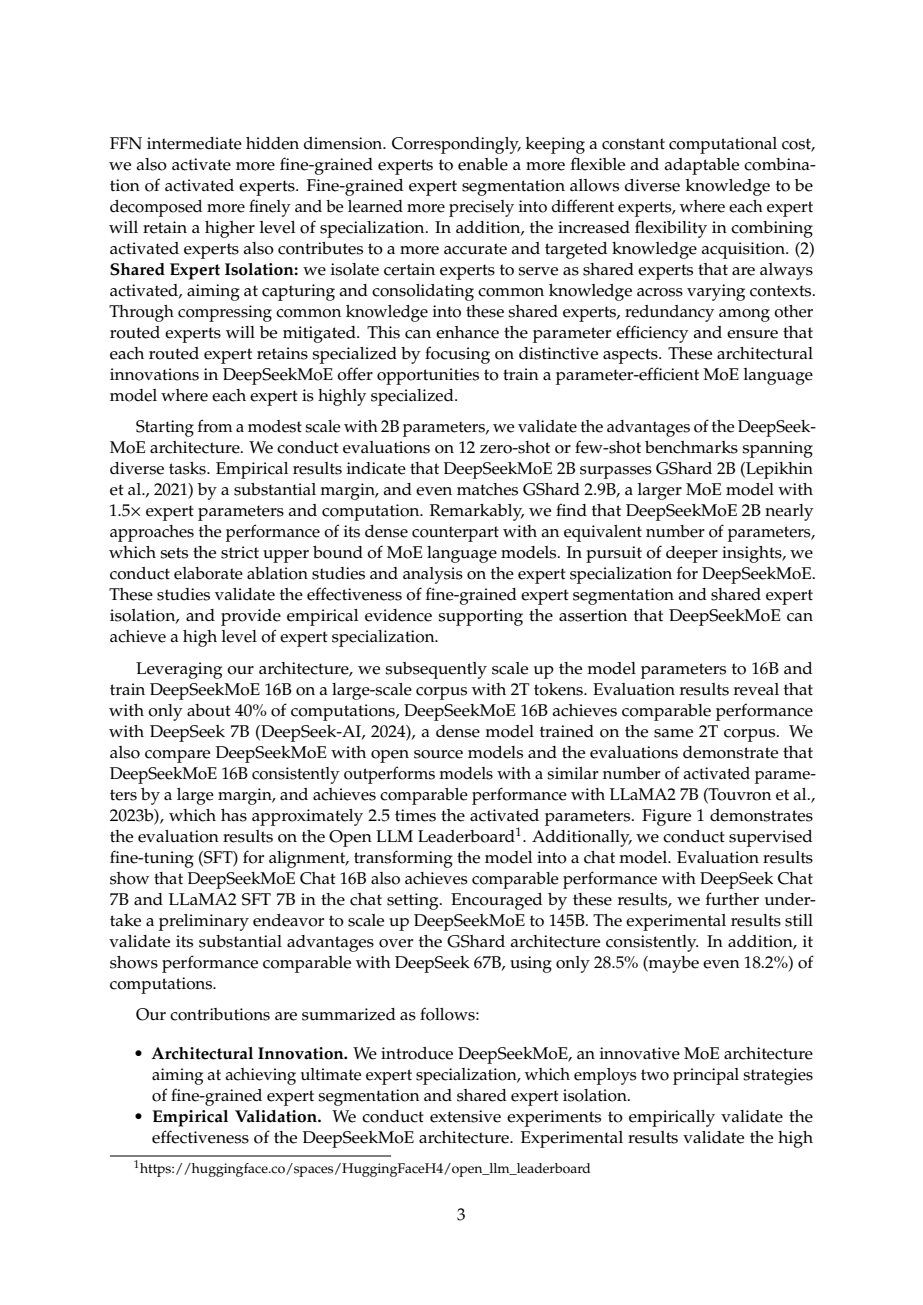 FFN intermediate hidden dimension. Correspondingly, keeping a constant computational cost,
we also activate more fine-grained experts to enable a more flexible and adaptable combina-
tion of activated experts. Fine-grained expert segmentation allows diverse knowledge to be
decomposed more finely and be learned more precisely into different experts, where each expert
will retain a higher level of specialization. In addition, the increased flexibility in combining
activated experts also contributes to a more accurate and targeted knowledge acquisition. (2)
Shared Expert Isolation: we isolate certain experts to serve as shared experts that are always
activated, aiming at capturing and consolidating common knowledge across varying contexts.
Through compressing common knowledge into these shared experts, redundancy among other
routed experts will be mitigated. This can enhance the parameter efficiency and ensure that
each routed expert retains specialized by focusing on distinctive aspects. These architectural
innovations in DeepSeekMoE offer opportunities to train a parameter-efficient MoE language
model where each expert is highly specialized.
Starting from a modest scale with 2B parameters, we validate the advantages of the DeepSeek-
MoE architecture. We conduct evaluations on 12 zero-shot or few-shot benchmarks spanning
diverse tasks. Empirical results indicate that DeepSeekMoE 2B surpasses GShard 2B (Lepikhin
et al., 2021) by a substantial margin, and even matches GShard 2.9B, a larger MoE model with
1.5× expert parameters and computation. Remarkably, we find that DeepSeekMoE 2B nearly
approaches the performance of its dense counterpart with an equivalent number of parameters,
which sets the strict upper bound of MoE language models. In pursuit of deeper insights, we
conduct elaborate ablation studies and analysis on the expert specialization for DeepSeekMoE.
These studies validate the effectiveness of fine-grained expert segmentation and shared expert
isolation, and provide empirical evidence supporting the assertion that DeepSeekMoE can
achieve a high level of expert specialization.
Leveraging our architecture, we subsequently scale up the model parameters to 16B and
train DeepSeekMoE 16B on a large-scale corpus with 2T tokens. Evaluation results reveal that
with only about 40% of computations, DeepSeekMoE 16B achieves comparable performance
with DeepSeek 7B (DeepSeek-AI, 2024), a dense model trained on the same 2T corpus. We
also compare DeepSeekMoE with open source models and the evaluations demonstrate that
DeepSeekMoE 16B consistently outperforms models with a similar number of activated parame-
ters by a large margin, and achieves comparable performance with LLaMA2 7B (Touvron et al.,
2023b), which has approximately 2.5 times the activated parameters. Figure 1 demonstrates
the evaluation results on the Open LLM Leaderboard1. Additionally, we conduct supervised
fine-tuning (SFT) for alignment, transforming the model into a chat model. Evaluation results
show that DeepSeekMoE Chat 16B also achieves comparable performance with DeepSeek Chat
7B and LLaMA2 SFT 7B in the chat setting. Encouraged by these results, we further under-
take a preliminary endeavor to scale up DeepSeekMoE to 145B. The experimental results still
validate its substantial advantages over the GShard architecture consistently. In addition, it
shows performance comparable with DeepSeek 67B, using only 28.5% (maybe even 18.2%) of
computations.
Our contributions are summarized as follows:
• Architectural Innovation. We introduce DeepSeekMoE, an innovative MoE architecture
aiming at achieving ultimate expert specialization, which employs two principal strategies
of fine-grained expert segmentation and shared expert isolation.
• Empirical Validation. We conduct extensive experiments to empirically validate the
effectiveness of the DeepSeekMoE architecture. Experimental results validate the high
1https://huggingface.co/spaces/HuggingFaceH4/open_llm_leaderboard
3